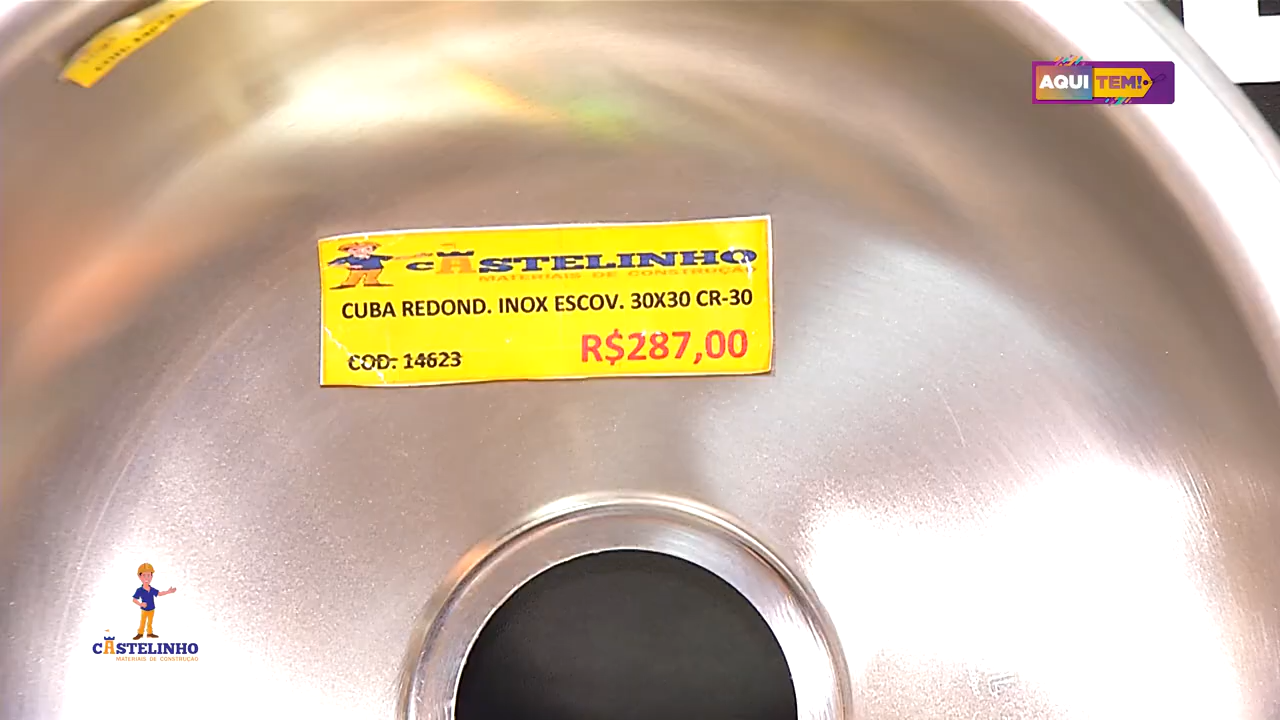 AQUI TEM!
CASTELINHO
MATERIAIS DE CONSTRUÇÃO
CUBA REDOND. INOX ESCOV. 30X30 CR-30
COD: 14623
R$287,00
CASTELINHO
MATERIAIS DE CONSTRUÇÃO